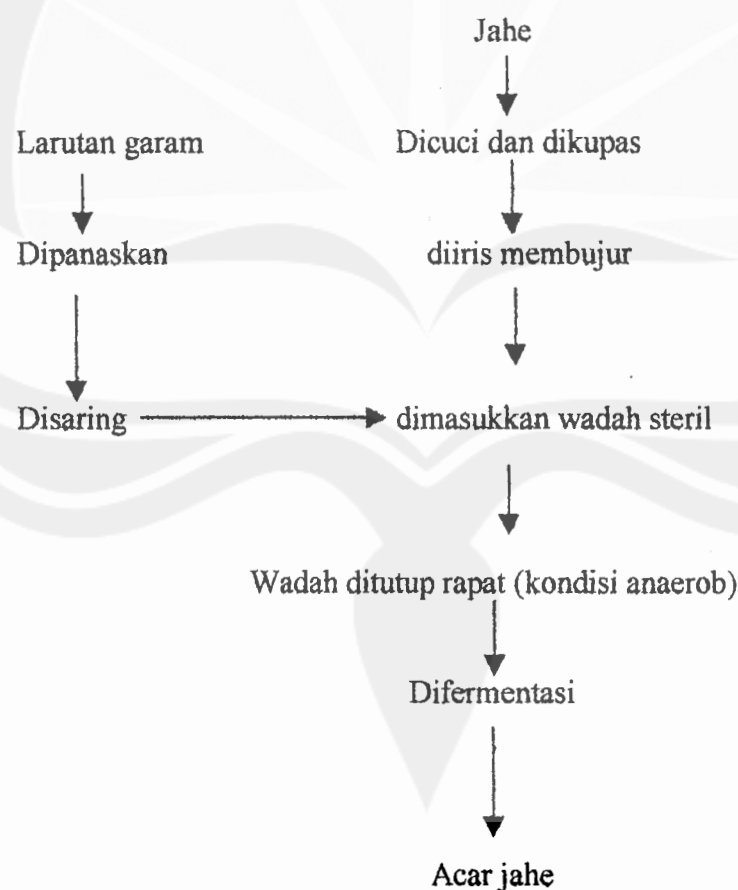 Jahe
Larutan garam
Dicuci dan dikupas
Dipanaskan
diiris membujur
Disaring
dimasukkan wadah steril
Wadah ditutup rapat (kondisi anaerob)
Difermentasi
Acar jahe